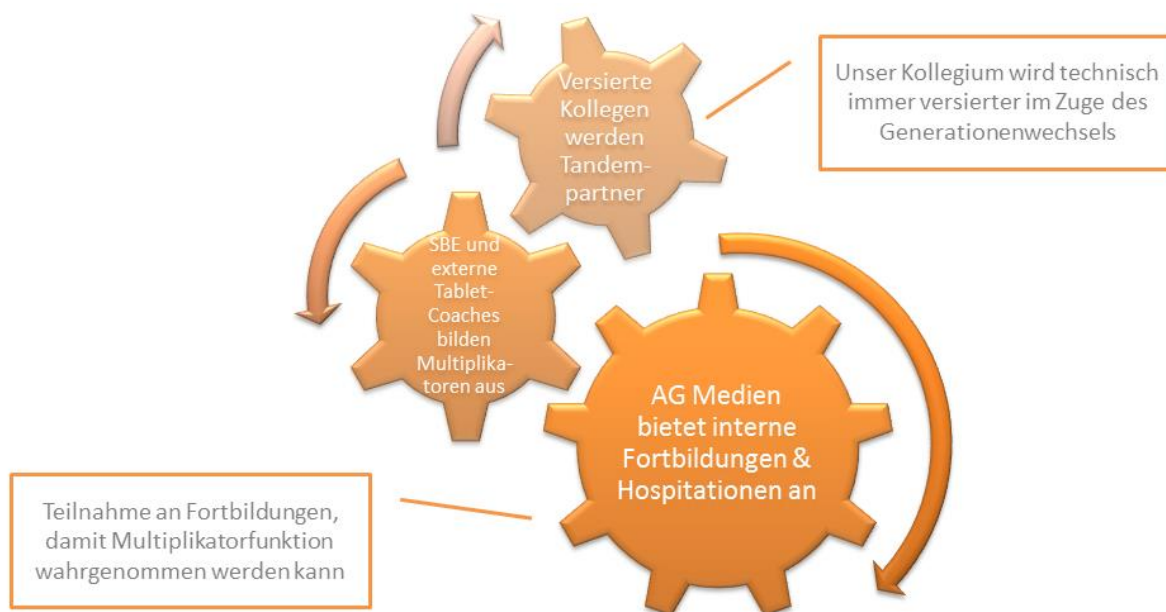 Versierte
Kollegen
werden
Tandem-
partner
Unser Kollegium wird technisch
immer versierter im Zuge des
Generationenwechsels
SBE und
externe
Tablet-
Coaches
bilden
Multiplika-
toren aus
AG Medien
bietet interne
Fortbildungen &
Hospitationen an
Teilnahme an Fortbildungen,
damit Multiplikatorfunktion
wahrgenommen werden kann